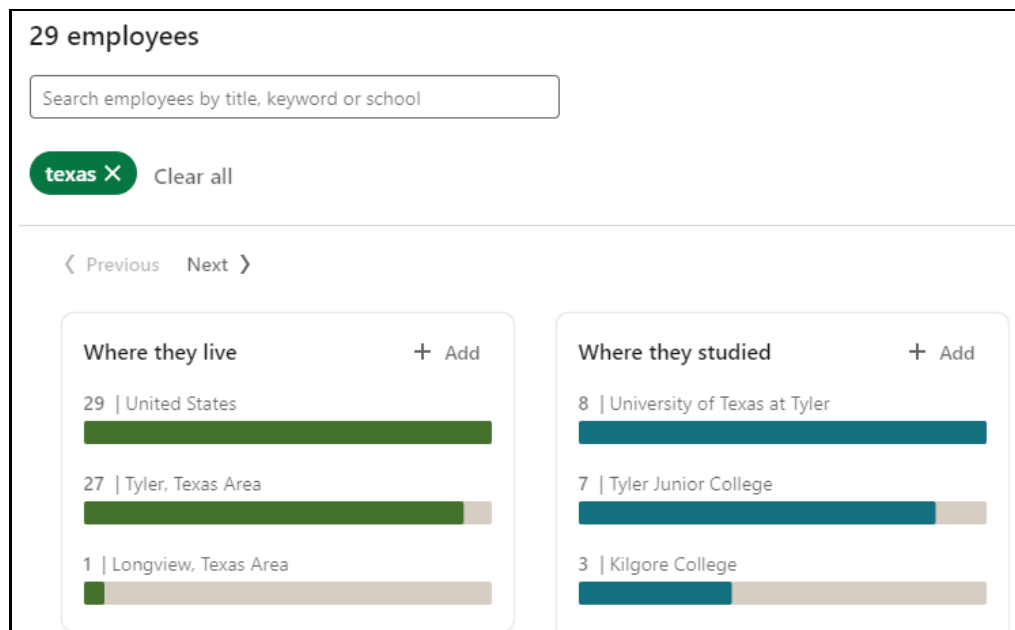 29 employees
Search employees by title, keyword or school
texas ✕ Clear all
‹ Previous Next ›
Where they live + Add
29 | United States
27 | Tyler, Texas Area
1 | Longview, Texas Area
Where they studied + Add
8 | University of Texas at Tyler
7 | Tyler Junior College
3 | Kilgore College